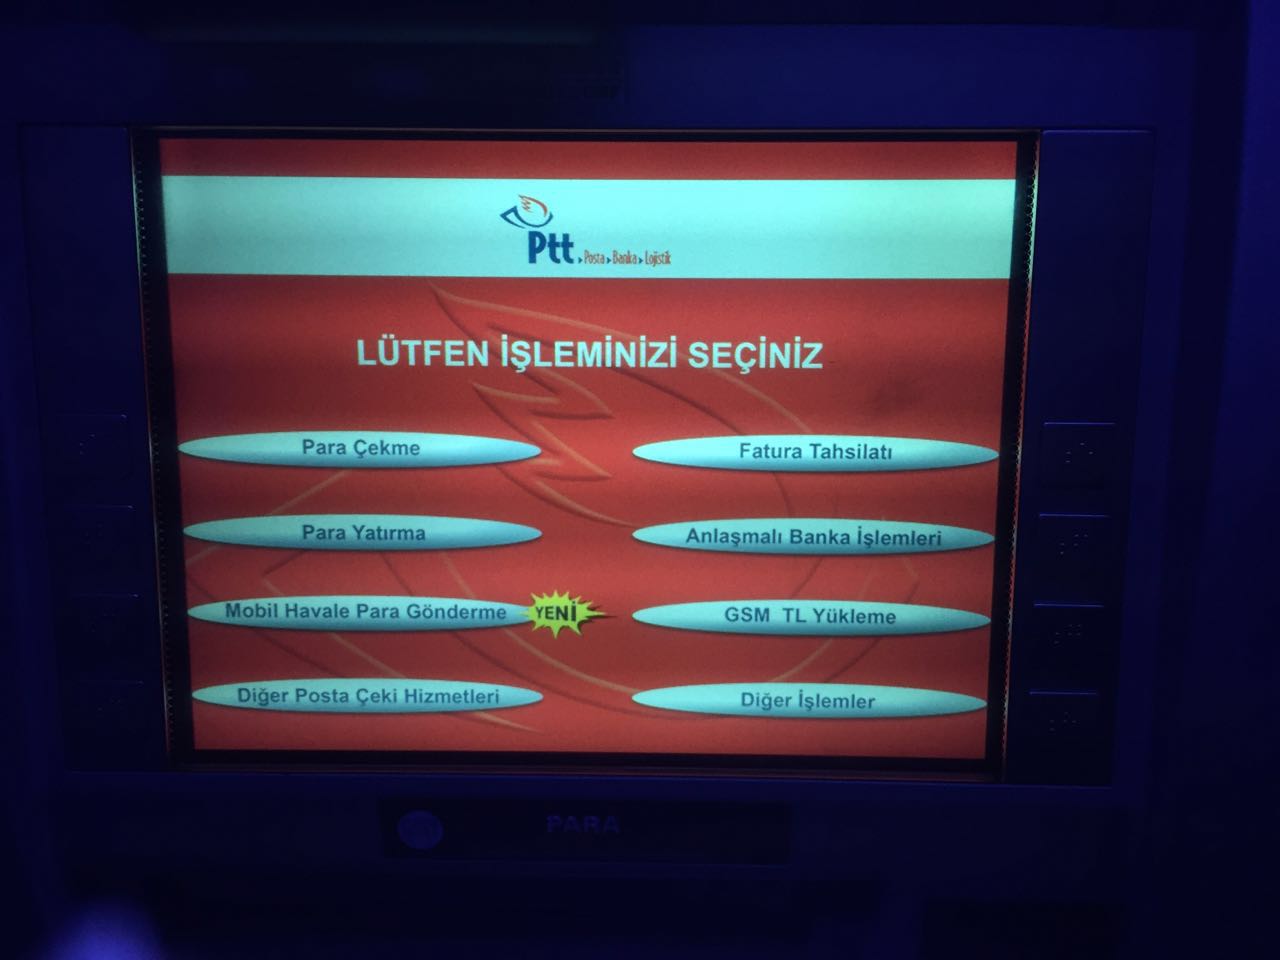 Ptt
Posta Banka Lojistik
LÜTFEN İŞLEMİNİZİ SEÇİNİZ
Para Çekme
Fatura Tahsilatı
Para Yatırma
Anlaşmalı Banka İşlemleri
Mobil Havale Para Gönderme YENİ
GSM TL Yükleme
Diğer Posta Çeki Hizmetleri
Diğer İşlemler
PARA